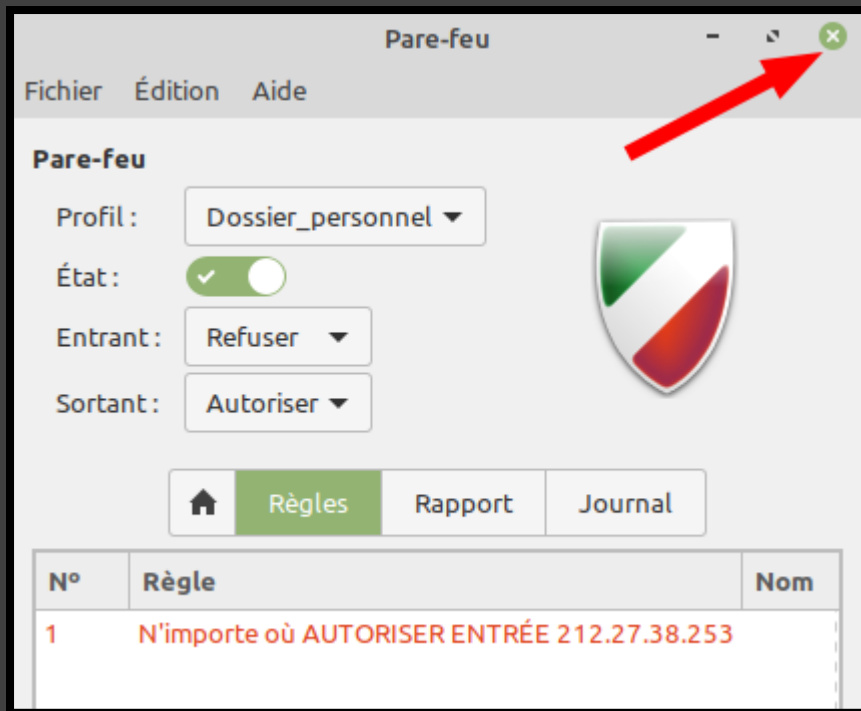 Pare-feu
Fichier Édition Aide
Pare-feu
Profil : Dossier_personnel
État :
Entrant : Refuser
Sortant : Autoriser
Règles Rapport Journal
Nº Règle Nom
1 N'importe où AUTORISER ENTRÉE 212.27.38.253